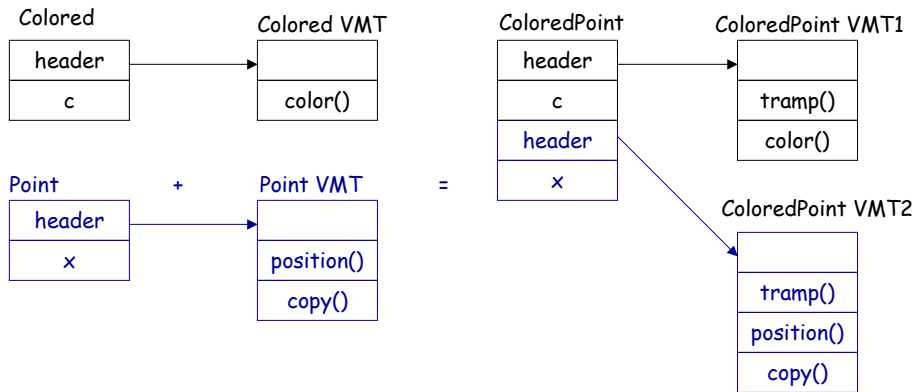 Colored
Colored VMT
header
c
color()
Point
+
Point VMT
header
x
position()
copy()
=
ColoredPoint
ColoredPoint VMT1
header
c
header
x
tramp()
color()
ColoredPoint VMT2
tramp()
position()
copy()